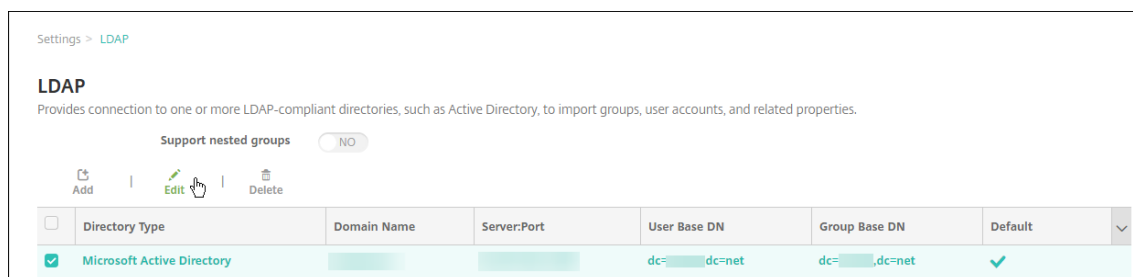 Settings > LDAP
LDAP
Provides connection to one or more LDAP-compliant directories, such as Active Directory, to import groups, user accounts, and related properties.
Support nested groups NO
Add | Edit | Delete
Directory Type Domain Name Server:Port User Base DN Group Base DN Default
Microsoft Active Directory dc= dc=net dc= ,dc=net